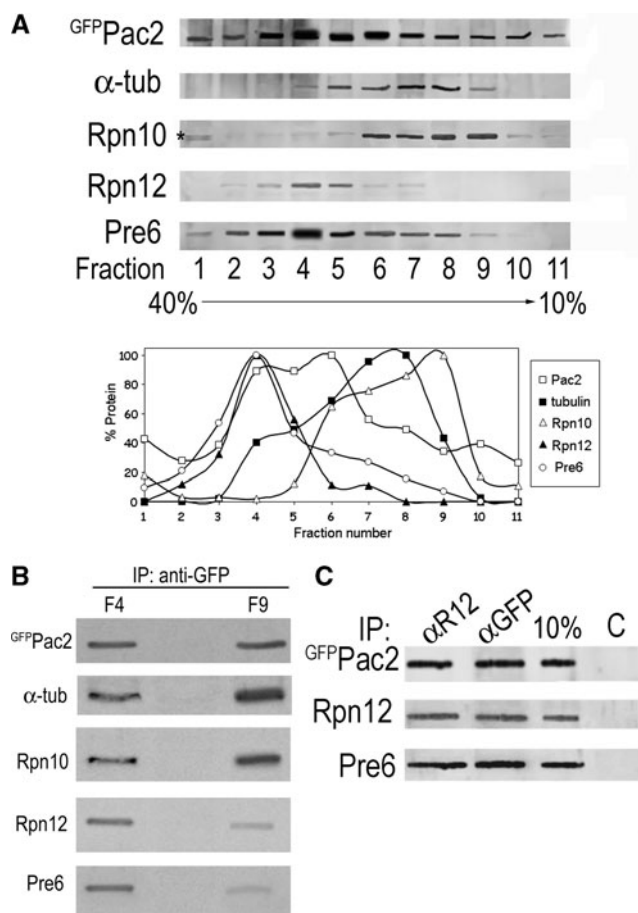 A
GFPPac2
α-tub
Rpn10
*
Rpn12
Pre6
Fraction 1 2 3 4 5 6 7 8 9 10 11
40% 10%
% Protein
100
80
60
40
20
0
1 2 3 4 5 6 7 8 9 10 11
Fraction number
Pac2
tubulin
Rpn10
Rpn12
Pre6
B
IP: anti-GFP
F4 F9
GFPPac2
α-tub
Rpn10
Rpn12
Pre6
C
IP: αR12 αGFP 10% C
GFPPac2
Rpn12
Pre6